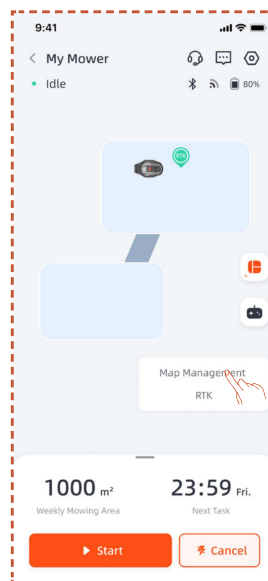 9:41
My Mower
Idle
80%
RTK
Map Management
RTK
1000 m²
23:59 Fri.
Weekly Mowing Area
Next Task
Start
Cancel